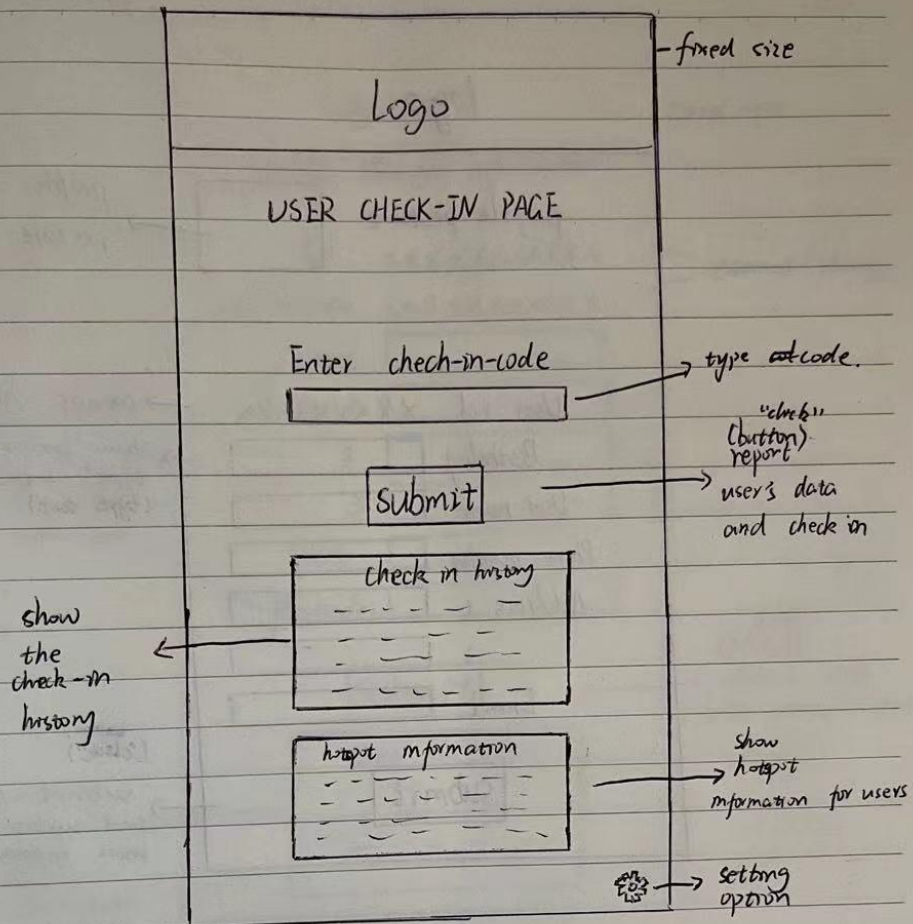 fixed size
Logo
USER CHECK-IN PAGE
Enter chech-in-code
type code.
"check"
(button)
report
user's data
and check in
submit
check in history
show
the
check-in
history
hotspot information
show
hotspot
information for users
setting
option